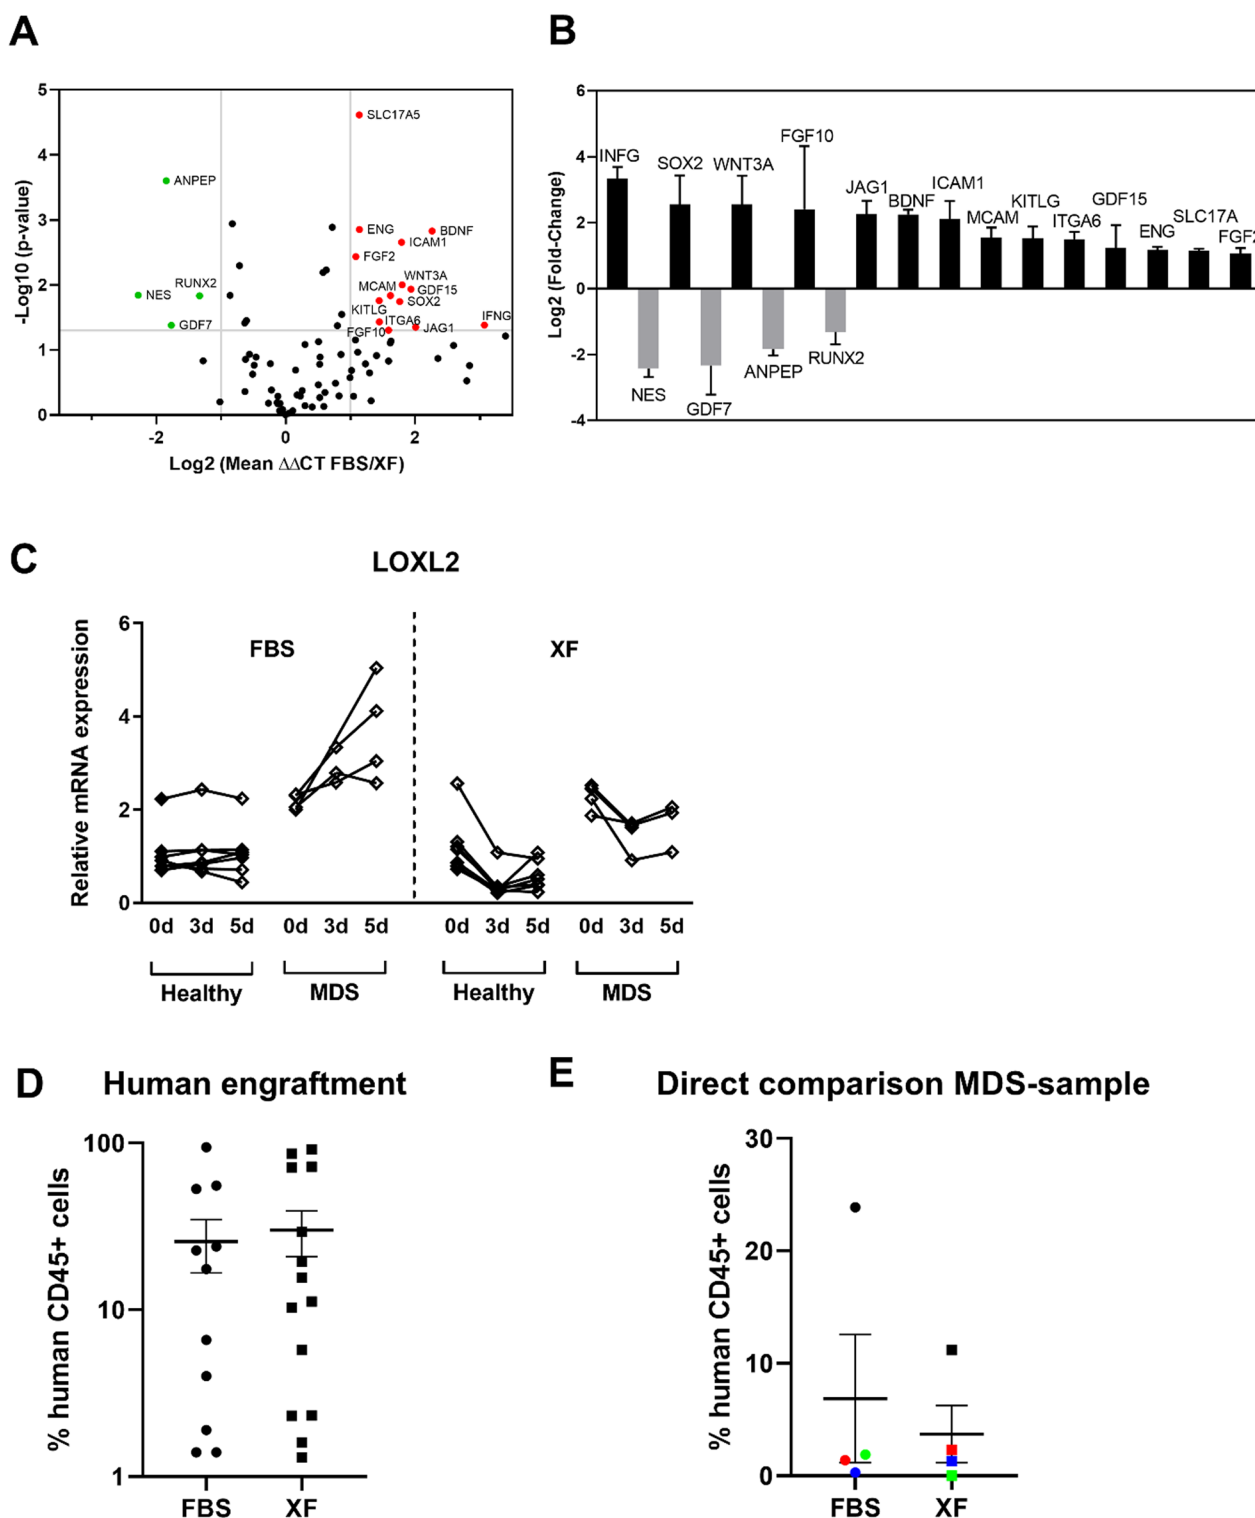 A
5
4
3
2
1
0
-Log10 (p-value)
SLC17A5
ANPEP
ENG
BDNF
ICAM1
FGF2
WNT3A
RUNX2
MCAM
GDF15
NES
SOX2
KITLG
IFNG
GDF7
ITGA6
JAG1
FGF10
-2
0
2
Log2 (Mean ΔΔCT FBS/XF)
B
6
4
2
0
-2
-4
Log2 (Fold-Change)
INFG
SOX2
WNT3A
FGF10
JAG1
BDNF
ICAM1
MCAM
KITLG
ITGA6
GDF15
ENG
SLC17A
FGF2
NES
GDF7
ANPEP
RUNX2
C
LOXL2
6
4
2
0
Relative mRNA expression
FBS
XF
0d 3d 5d 0d 3d 5d 0d 3d 5d 0d 3d 5d
Healthy MDS Healthy MDS
D
Human engraftment
100
10
1
% human CD45+ cells
FBS XF
E
Direct comparison MDS-sample
30
20
10
0
% human CD45+ cells
FBS XF